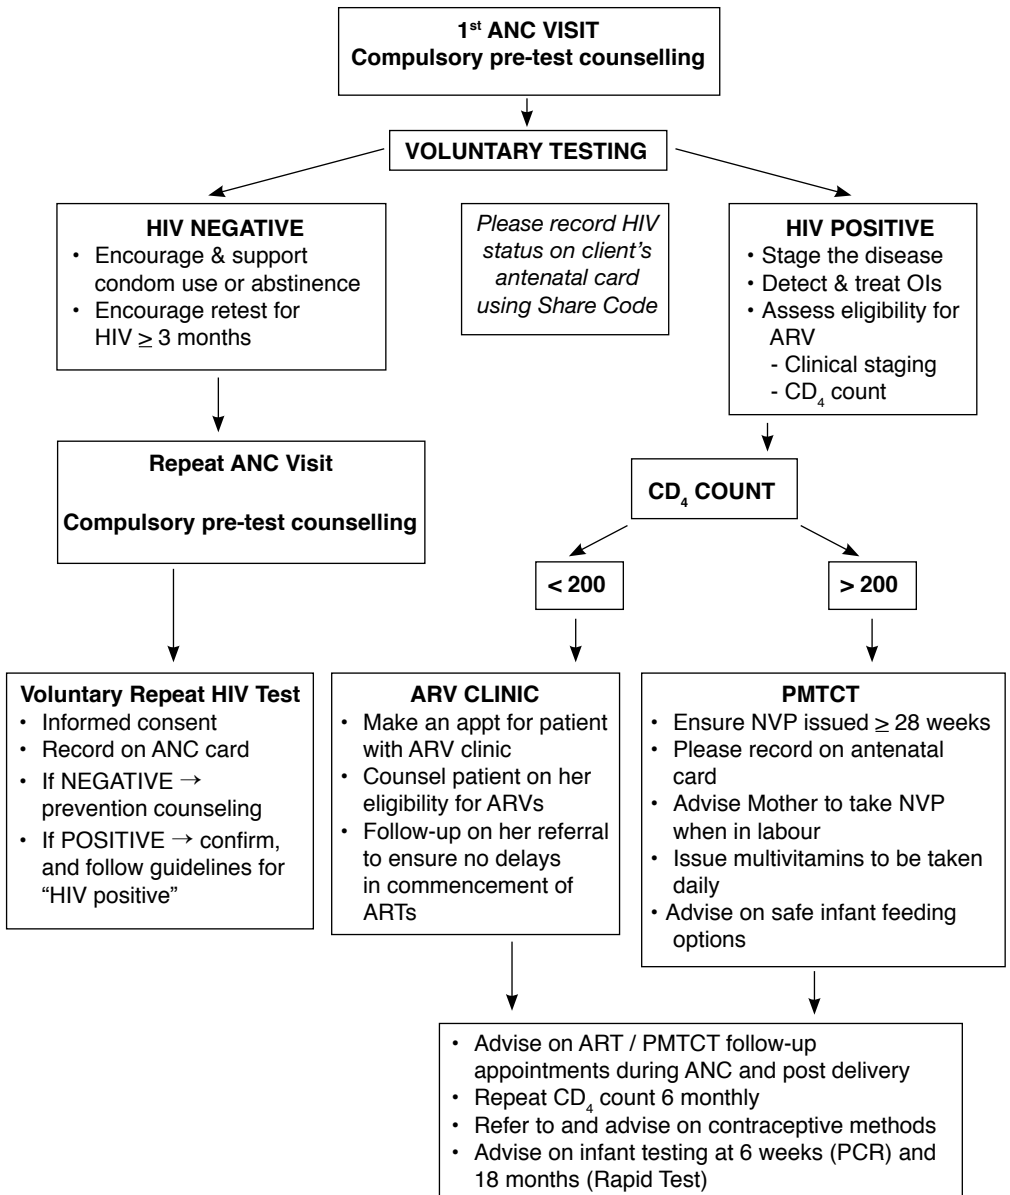 1st ANC VISIT
Compulsory pre-test counselling
VOLUNTARY TESTING
HIV NEGATIVE
• Encourage & support
condom use or abstinence
• Encourage retest for
HIV ≥ 3 months
Please record HIV
status on client's
antenatal card
using Share Code
HIV POSITIVE
• Stage the disease
• Detect & treat OIs
• Assess eligibility for
ARV
- Clinical staging
- CD4 count
Repeat ANC Visit
Compulsory pre-test counselling
CD4 COUNT
< 200
> 200
Voluntary Repeat HIV Test
• Informed consent
• Record on ANC card
• If NEGATIVE →
prevention counseling
• If POSITIVE → confirm,
and follow guidelines for
“HIV positive”
ARV CLINIC
• Make an appt for patient
with ARV clinic
• Counsel patient on her
eligibility for ARVs
• Follow-up on her referral
to ensure no delays
in commencement of
ARTs
PMTCT
• Ensure NVP issued ≥ 28 weeks
• Please record on antenatal
card
• Advise Mother to take NVP
when in labour
• Issue multivitamins to be taken
daily
• Advise on safe infant feeding
options
• Advise on ART / PMTCT follow-up
appointments during ANC and post delivery
• Repeat CD4 count 6 monthly
• Refer to and advise on contraceptive methods
• Advise on infant testing at 6 weeks (PCR) and
18 months (Rapid Test)